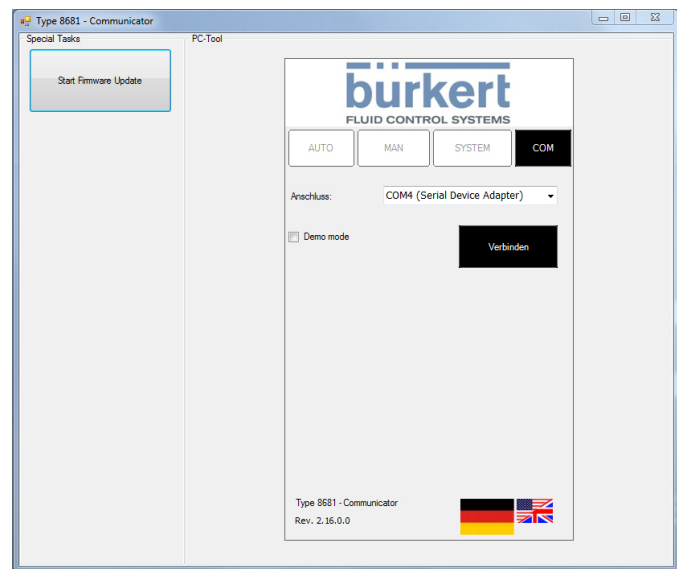 Type 8681 - Communicator
Special Tasks
PC-Tool
Start Firmware Update
bürkert
FLUID CONTROL SYSTEMS
AUTO
MAN
SYSTEM
COM
Anschluss:
COM4 (Serial Device Adapter)
Demo mode
Verbinden
Type 8681 - Communicator
Rev. 2.16.0.0